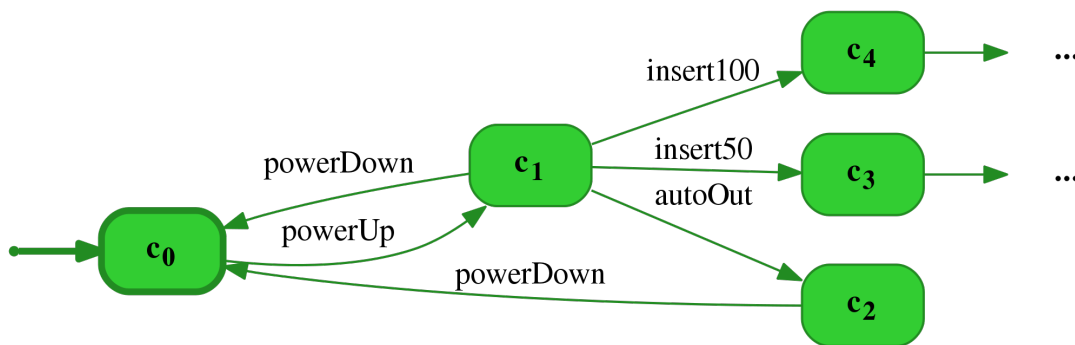 c4
...
insert100
insert50
c1
powerDown
c3
...
autoOut
powerUp
c0
powerDown
c2